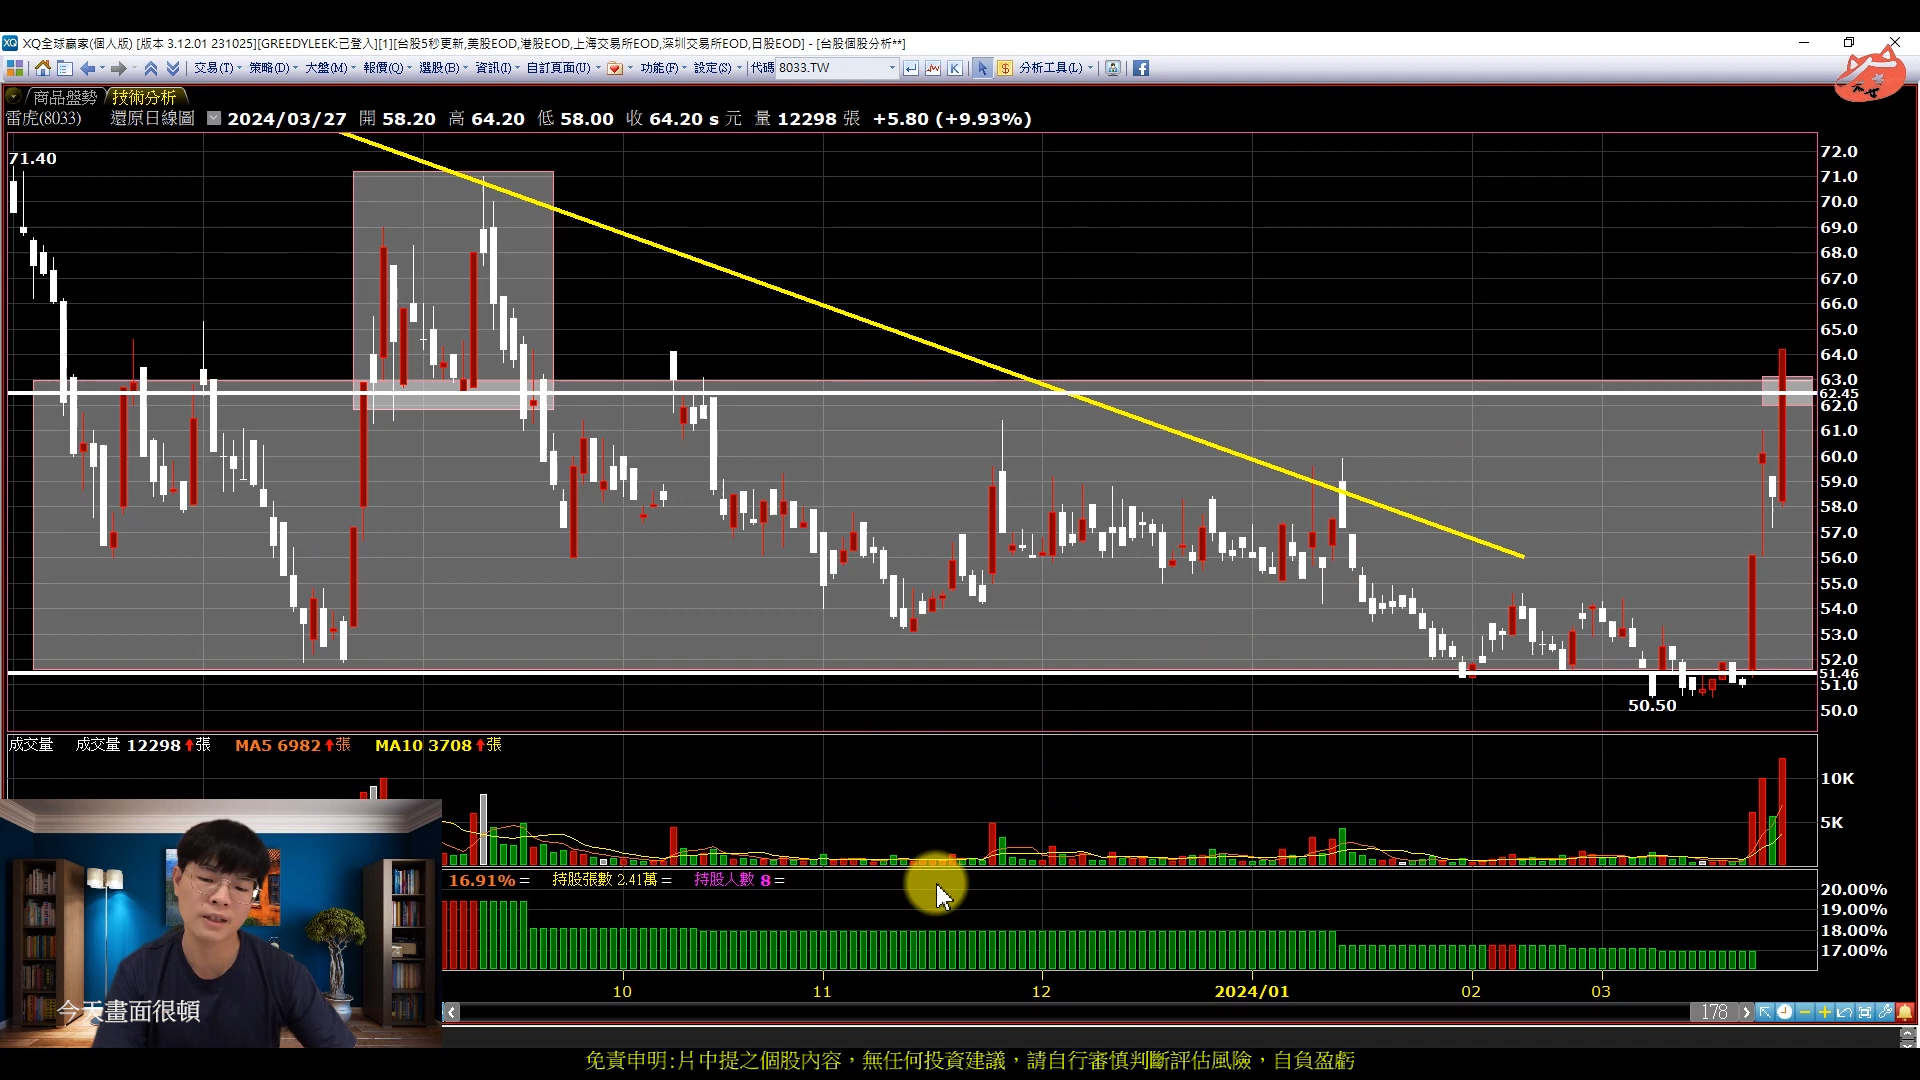 XQ全球贏家(個人版) [版本 3.12.01 231025][GREEDYLEEK:已登入][1][台股5秒更新,美股EOD,港股EOD,上海交易所EOD,深圳交易所EOD,日股EOD] - [台股個股分析**]
交易(T) 策略(D) 大盤(M) 報價(Q) 選股(B) 資訊(I) 自訂頁面(U) 功能(F) 設定(S) 代碼 8033.TW K $ 分析工具(L)
商品盤勢 技術分析
雷虎(8033) 還原日線圖 2024/03/27 開 58.20 高 64.20 低 58.00 收 64.20 s 元 量 12298 張 +5.80 (+9.93%)
71.40
72.0
71.0
70.0
69.0
68.0
67.0
66.0
65.0
64.0
63.0
62.45
62.0
61.0
60.0
59.0
58.0
57.0
56.0
55.0
54.0
53.0
52.0
51.46
51.0
50.50
50.0
成交量 成交量 12298 張 MA5 6982 張 MA10 3708 張
10K
5K
16.91% = 持股張數 2.41萬 = 持股人數 8 =
20.00%
19.00%
18.00%
17.00%
10 11 12 2024/01 02 03
178
今天畫面很頓
免責申明:片中提之個股內容，無任何投資建議，請自行審慎判斷評估風險，自負盈虧